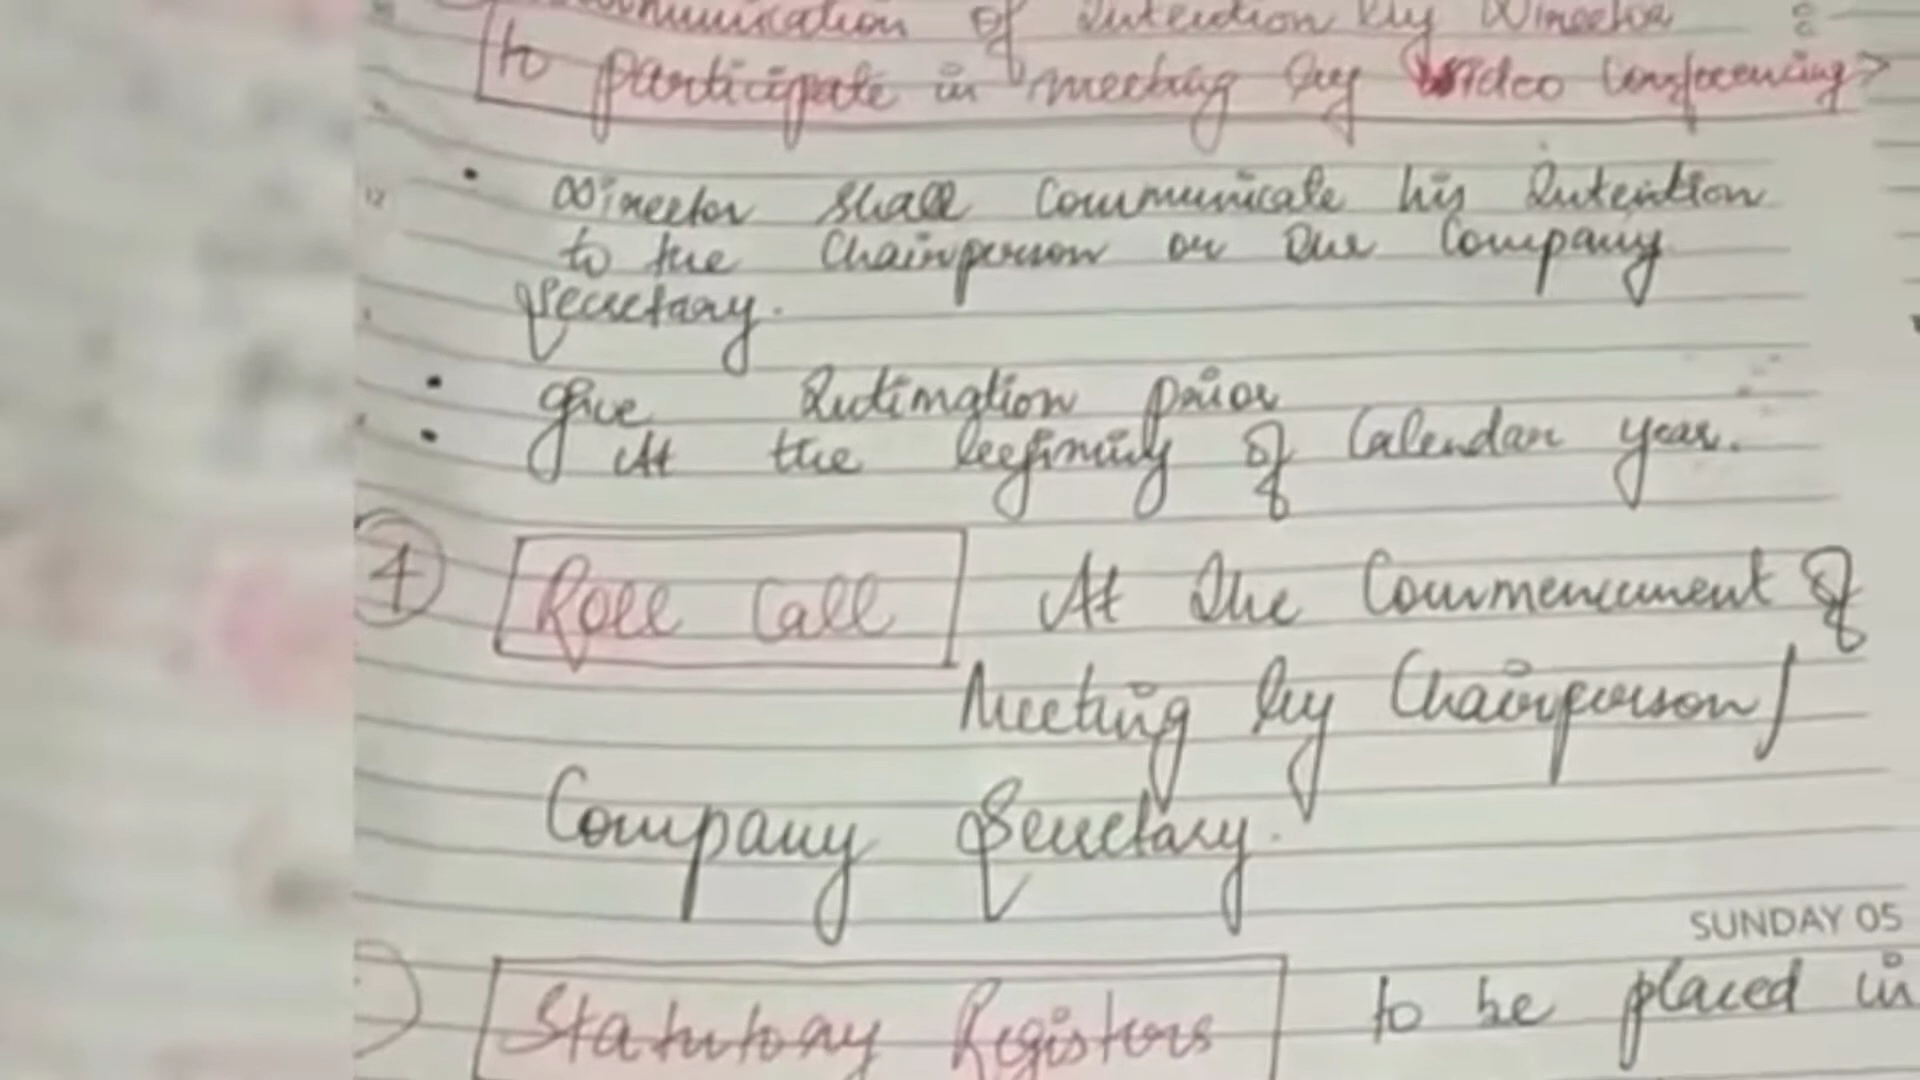 Communication of Intention by Director :
to participate in meeting by Video Conferencing>
12 • Director shall Communicate his Intention
to the Chairperson or the Company
Secretary.
• give Intimation prior
• At the begining of Calendar year.
4 Roll Call At the Commencement of
Meeting by Chairperson /
Company Secretary.
SUNDAY 05
Statutory Registers to be placed in